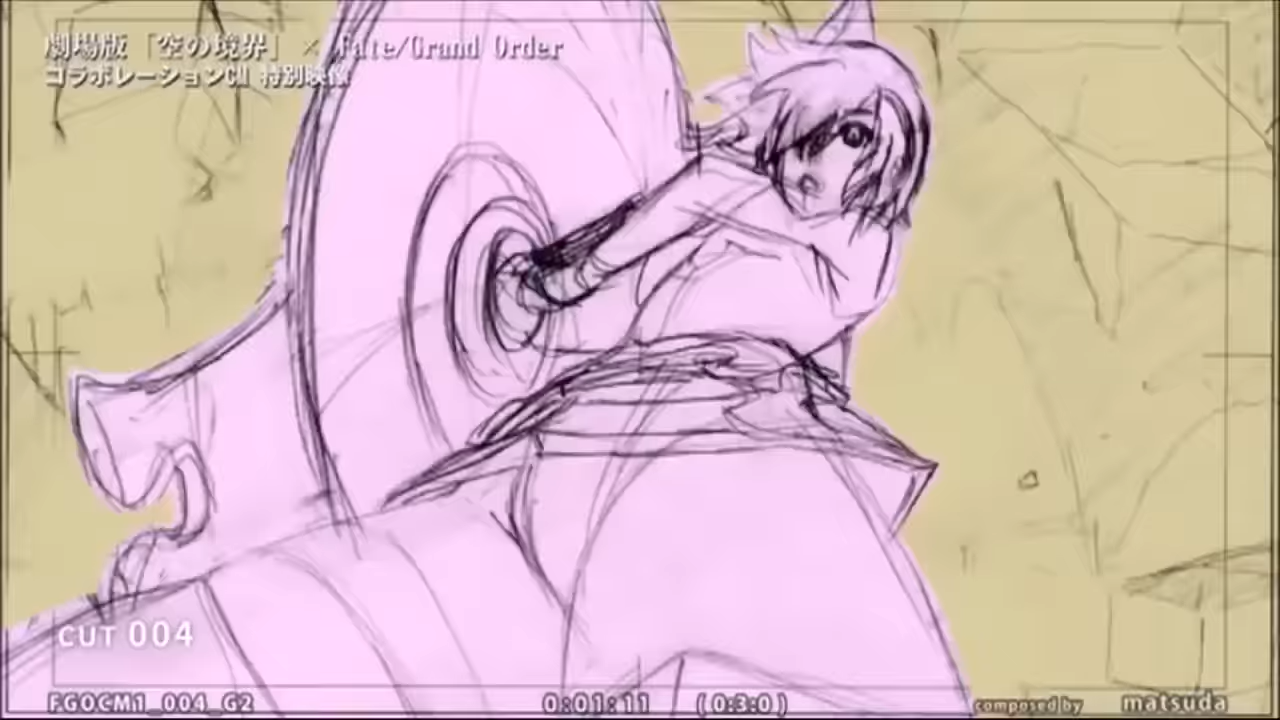 劇場版「空の境界」× Fate/Grand Order
コラボレーションCM 特別映像
CUT 004
FGOCM1_004_G2 0:01:11 (0:3:0) composed by matsuda